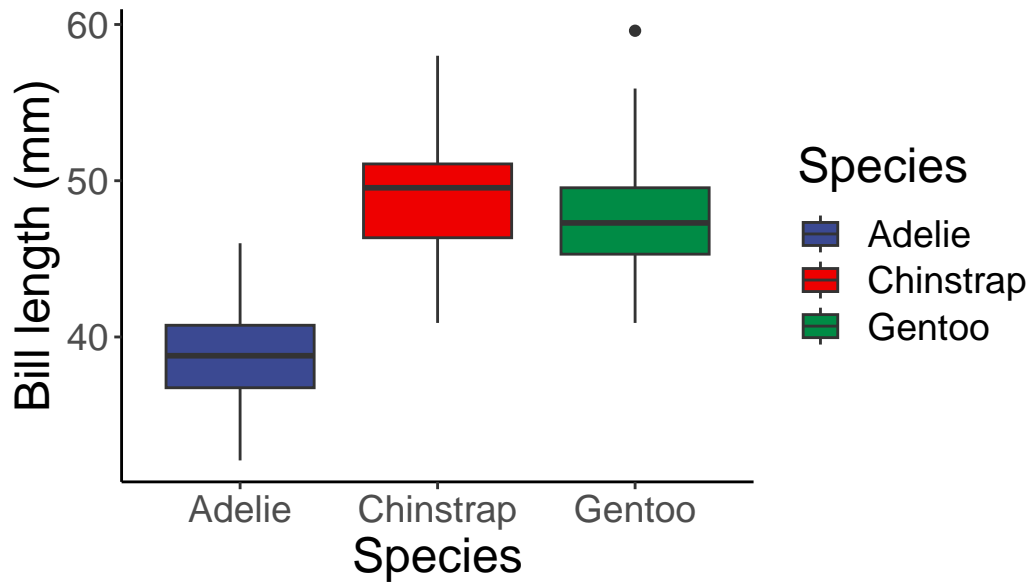 60
50
40
Bill length (mm)
Adelie Chinstrap Gentoo
Species
Species
Adelie
Chinstrap
Gentoo